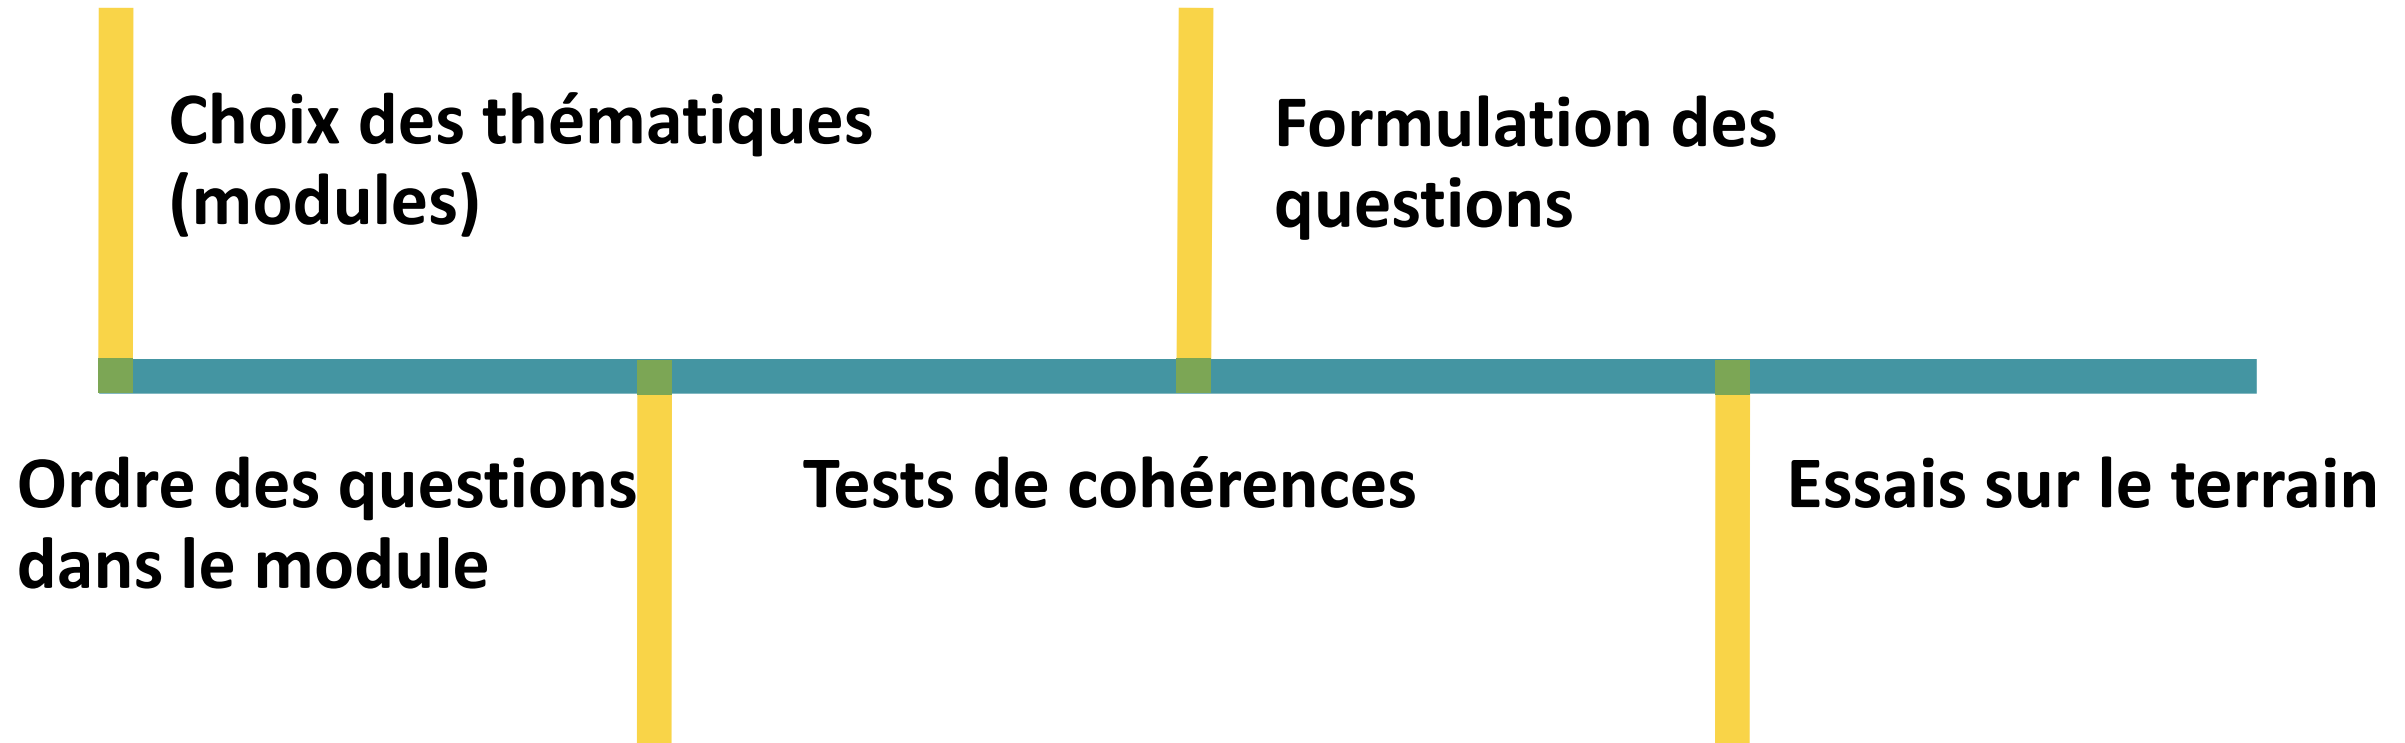 Choix des thématiques
(modules)
Formulation des
questions
Ordre des questions
dans le module
Tests de cohérences
Essais sur le terrain